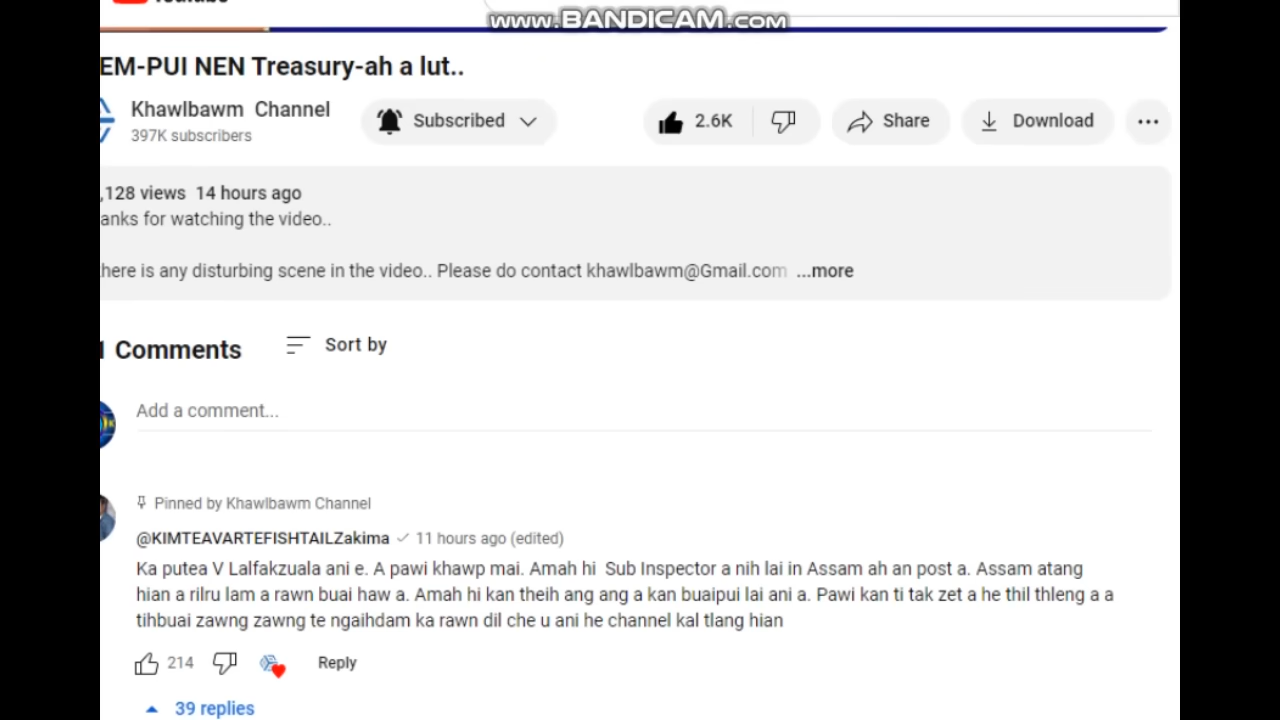 www.BANDICAM.com
EM-PUI NEN Treasury-ah a lut..
Khawlbawm Channel
397K subscribers
Subscribed
2.6K
Share
Download
,128 views 14 hours ago
anks for watching the video..
here is any disturbing scene in the video.. Please do contact khawlbawm@Gmail.com ...more
1 Comments
Sort by
Add a comment...
Pinned by Khawlbawm Channel
@KIMTEAVARTEFISHTAILZakima 11 hours ago (edited)
Ka putea V Lalfakzuala ani e. A pawi khawp mai. Amah hi Sub Inspector a nih lai in Assam ah an post a. Assam atang
hian a rilru lam a rawn buai haw a. Amah hi kan theih ang ang a kan buaipui lai ani a. Pawi kan ti tak zet a he thil thleng a a
tihbuai zawng zawng te ngaihdam ka rawn dil che u ani he channel kal tlang hian
214
Reply
39 replies